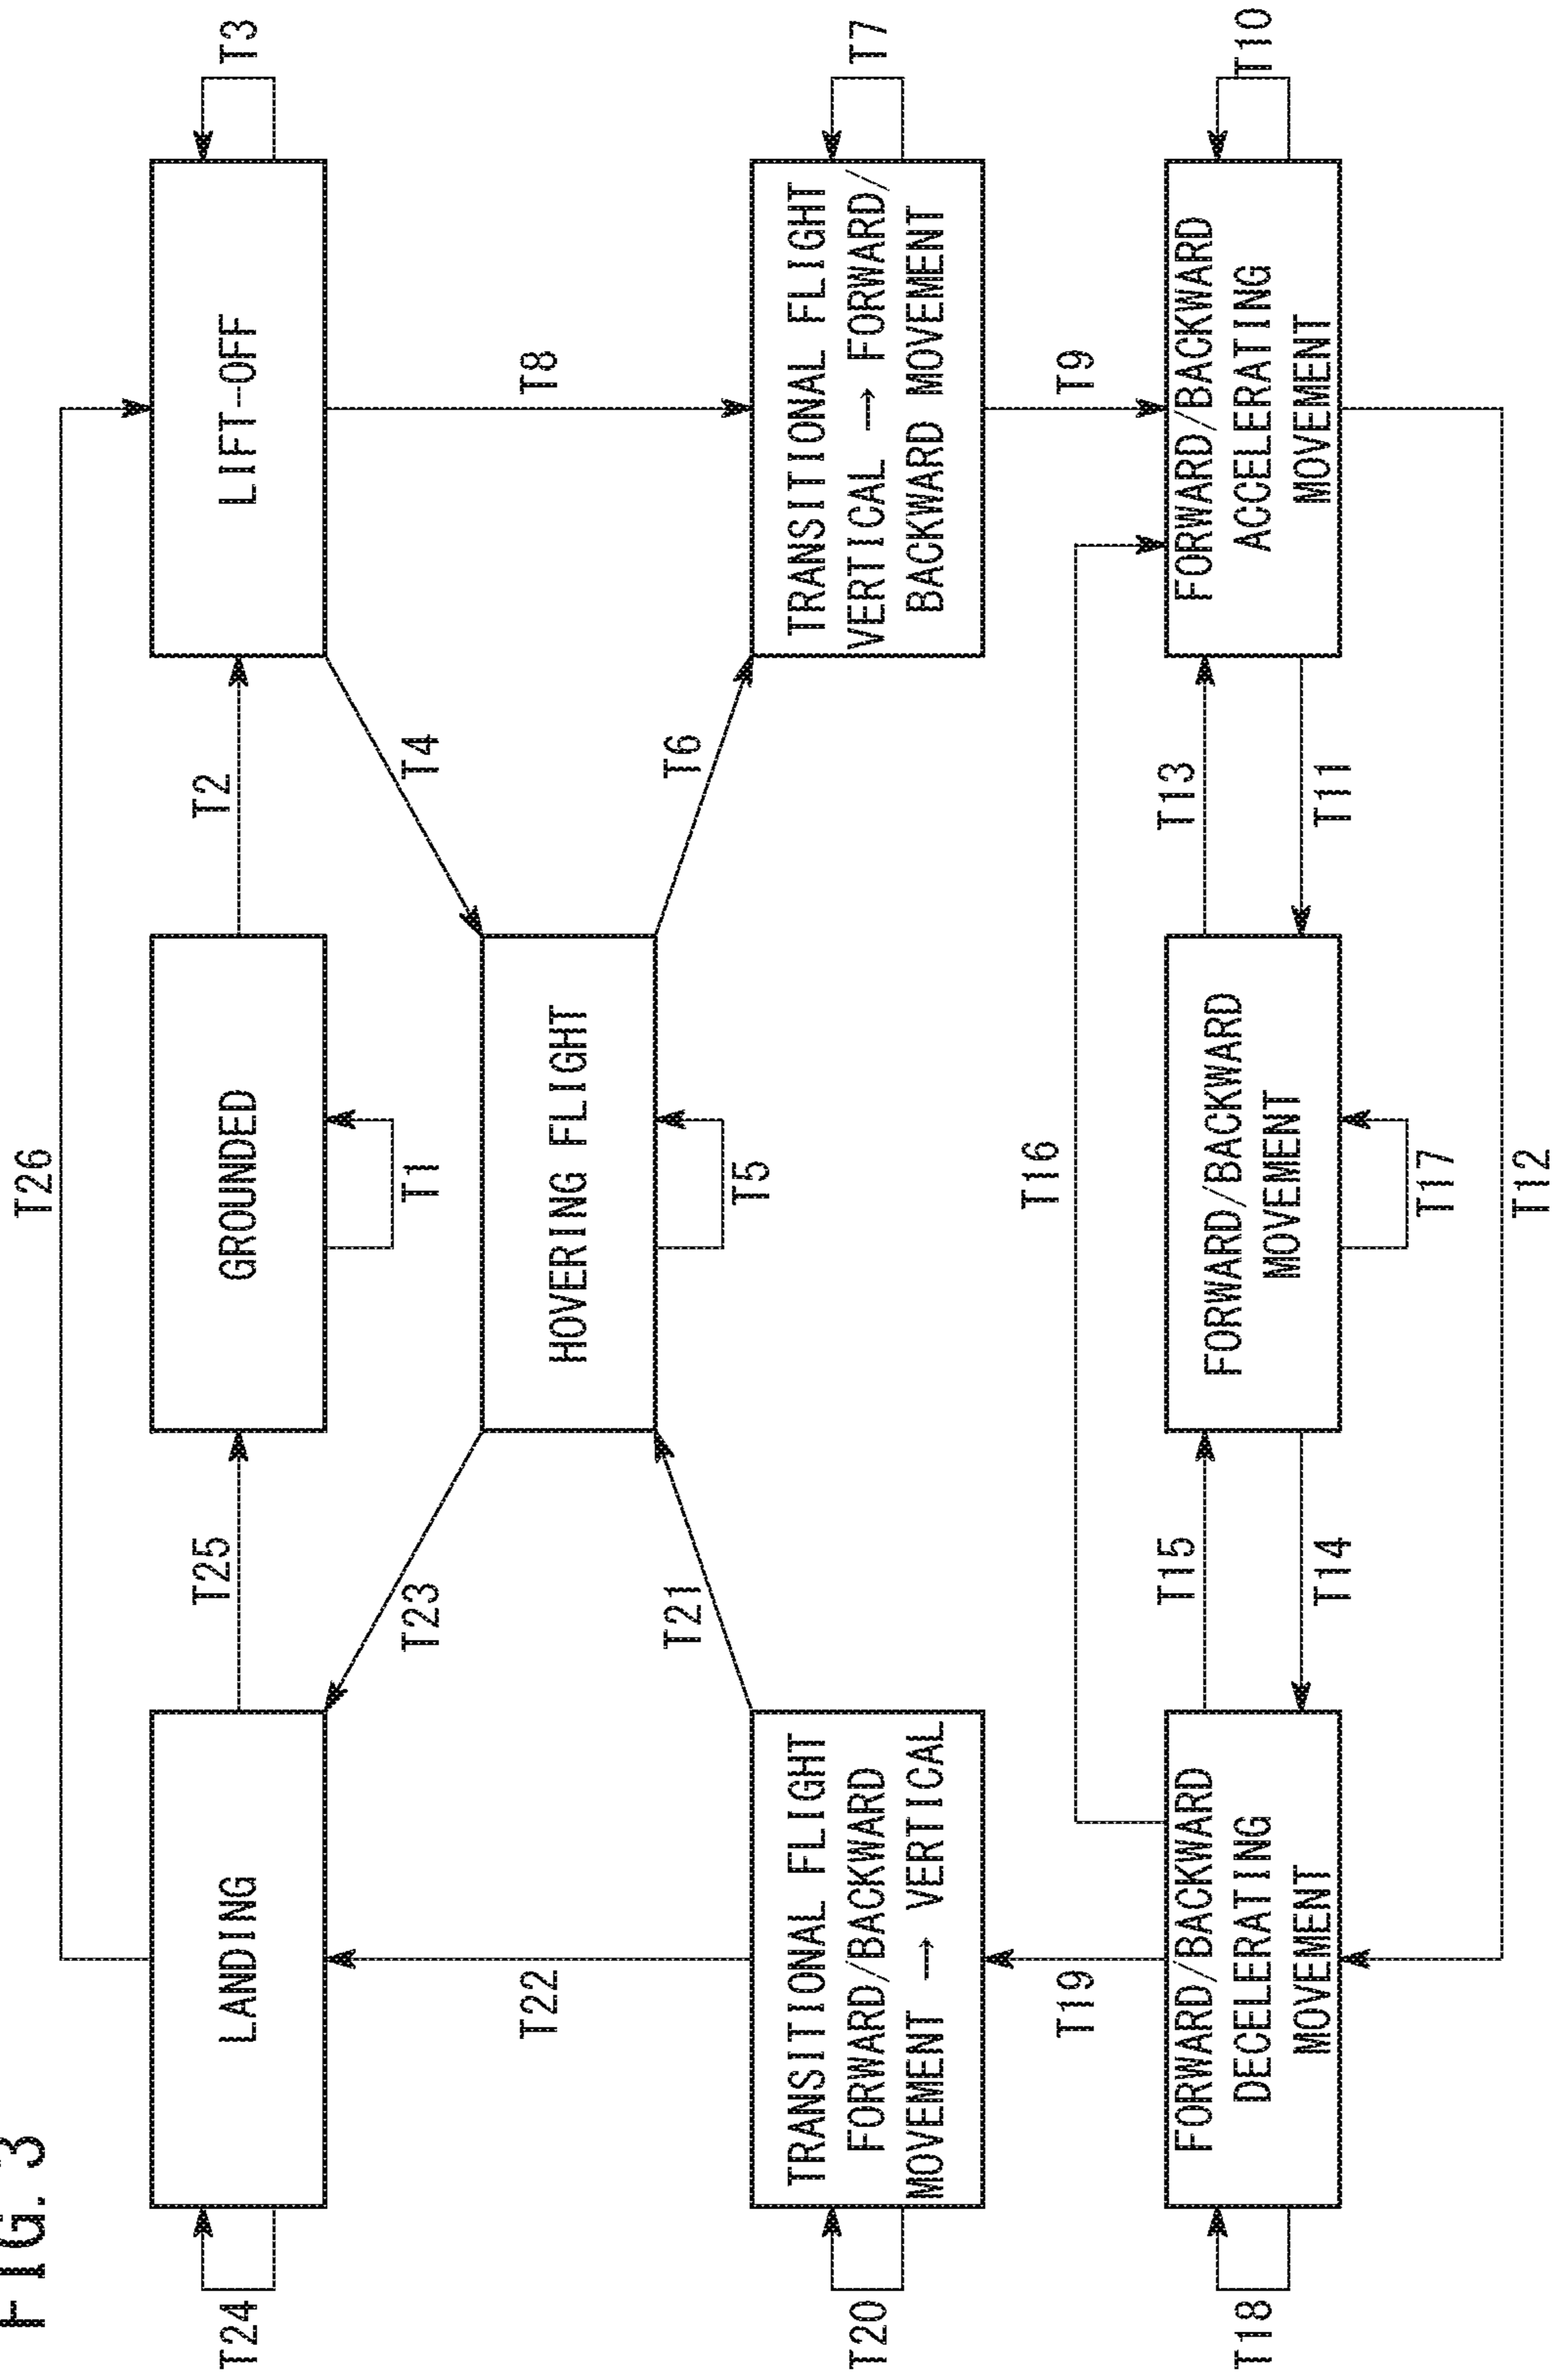 FIG. 3
T26
LANDING
T24
T25
GROUNDED
T1
T2
LIFT-OFF
T3
T23
HOVERING FLIGHT
T5
T4
T22
T21
T6
T8
TRANSITIONAL FLIGHT
FORWARD/BACKWARD
MOVEMENT → VERTICAL
T20
TRANSITIONAL FLIGHT
VERTICAL → FORWARD/
BACKWARD MOVEMENT
T7
T19
T16
T9
FORWARD/BACKWARD
DECELERATING
MOVEMENT
T18
T15
T14
FORWARD/BACKWARD
MOVEMENT
T17
T13
T11
FORWARD/BACKWARD
ACCELERATING
MOVEMENT
T10
T12